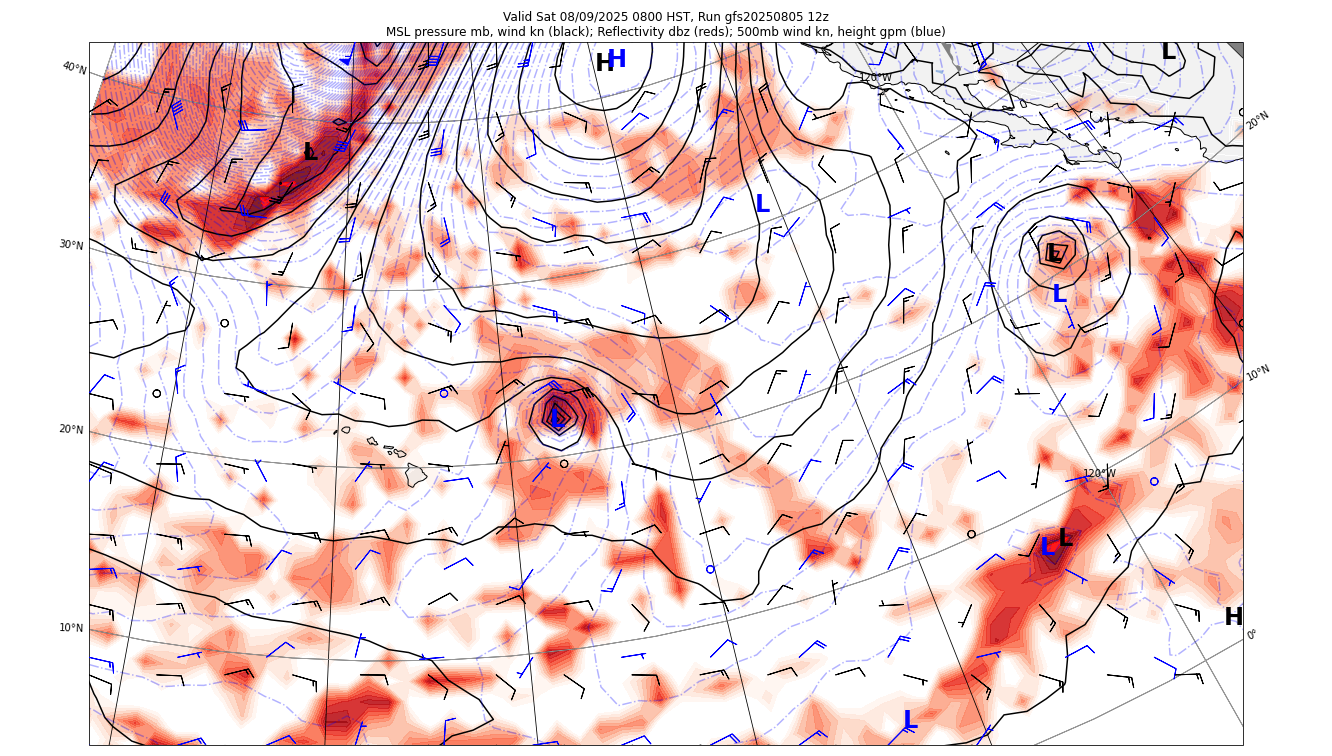 Valid Sat 08/09/2025 0800 HST, Run gfs20250805 12z
MSL pressure mb, wind kn (black); Reflectivity dbz (reds); 500mb wind kn, height gpm (blue)
H H L
40°N 120°W
20°N
L
L
30°N L
L
10°N
L
20°N
120°W
L L
10°N H 0°
L